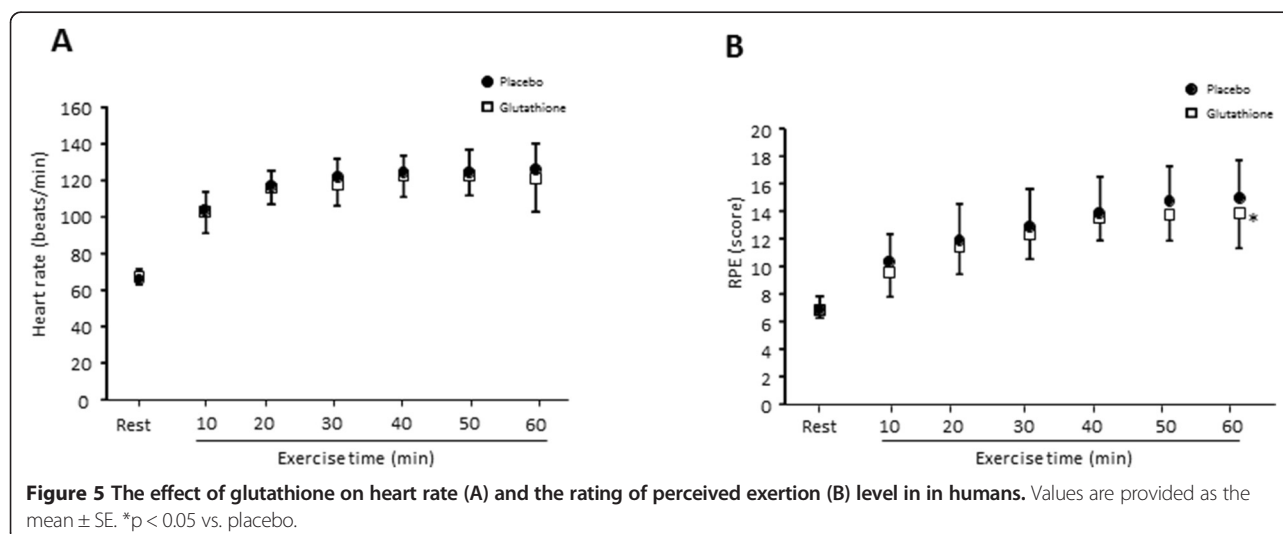 A
Placebo
Glutathione
Heart rate (beats/min)
160
140
120
100
80
60
40
20
0
Rest 10 20 30 40 50 60
Exercise time (min)
B
Placebo
Glutathione
RPE (score)
20
18
16
14
12
10
8
6
4
2
0
*
Rest 10 20 30 40 50 60
Exercise time (min)
Figure 5 The effect of glutathione on heart rate (A) and the rating of perceived exertion (B) level in in humans. Values are provided as the
mean ± SE. *p < 0.05 vs. placebo.